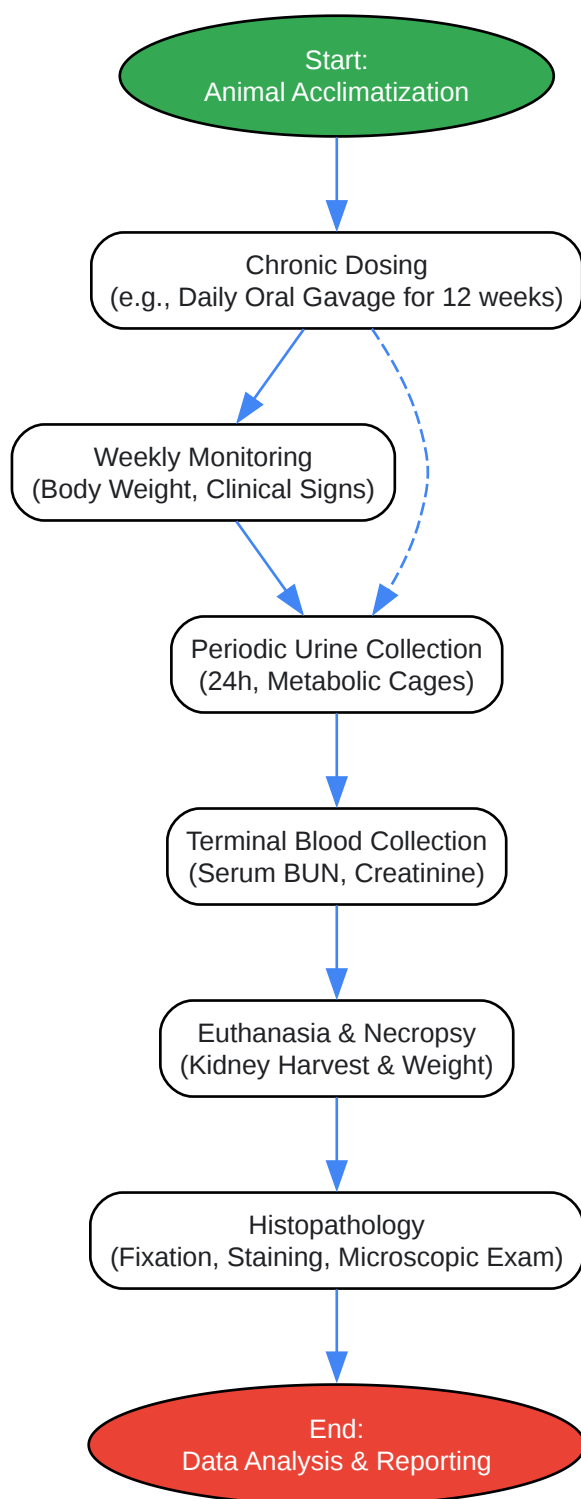 Start:
Animal Acclimatization
Chronic Dosing
(e.g., Daily Oral Gavage for 12 weeks)
Weekly Monitoring
(Body Weight, Clinical Signs)
Periodic Urine Collection
(24h, Metabolic Cages)
Terminal Blood Collection
(Serum BUN, Creatinine)
Euthanasia & Necropsy
(Kidney Harvest & Weight)
Histopathology
(Fixation, Staining, Microscopic Exam)
End:
Data Analysis & Reporting